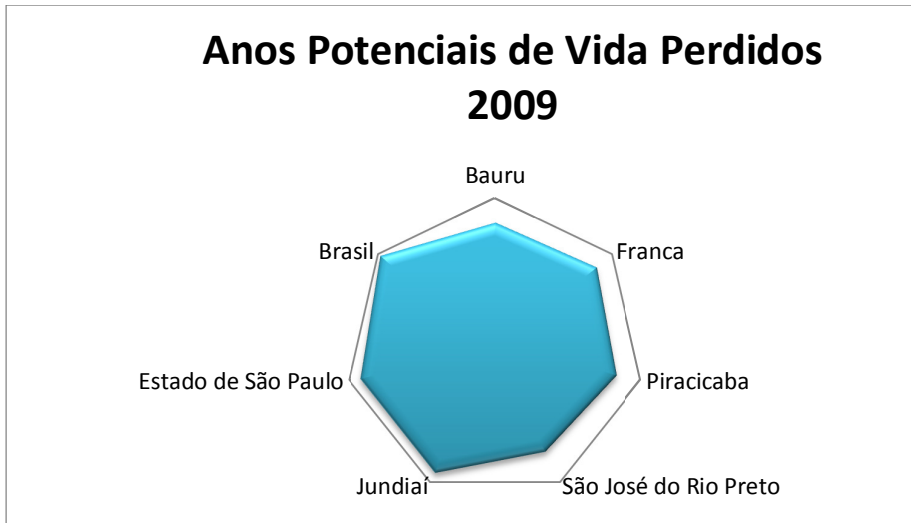 Anos Potenciais de Vida Perdidos
2009
Bauru
Brasil
Franca
Estado de São Paulo
Piracicaba
Jundiaí
São José do Rio Preto